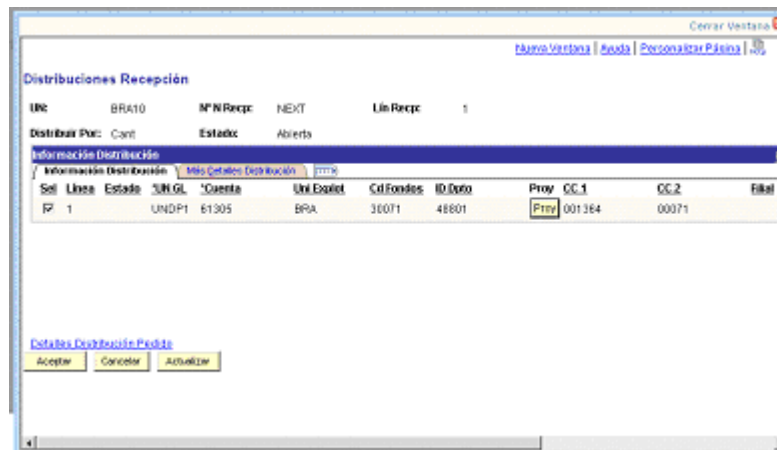 Cerrar Ventana
Nueva Ventana | Ayuda | Personalizar Página |
Distribuciones Recepción
UN: BRA10 Nº N Recp: NEXT Lín Recp: 1
Distribuir Por: Cant Estado: Abierta
Información Distribución
Información Distribución Más Detalles Distribución
Sel Línea Estado *UN GL *Cuenta Uni Explot Cd Fondos ID Dpto Proy CC.1 CC.2 Filial
1 UNDP1 61305 BRA 30071 48801 Proy 001364 00071
Detalles Distribución Pedido
Aceptar Cancelar Actualizar